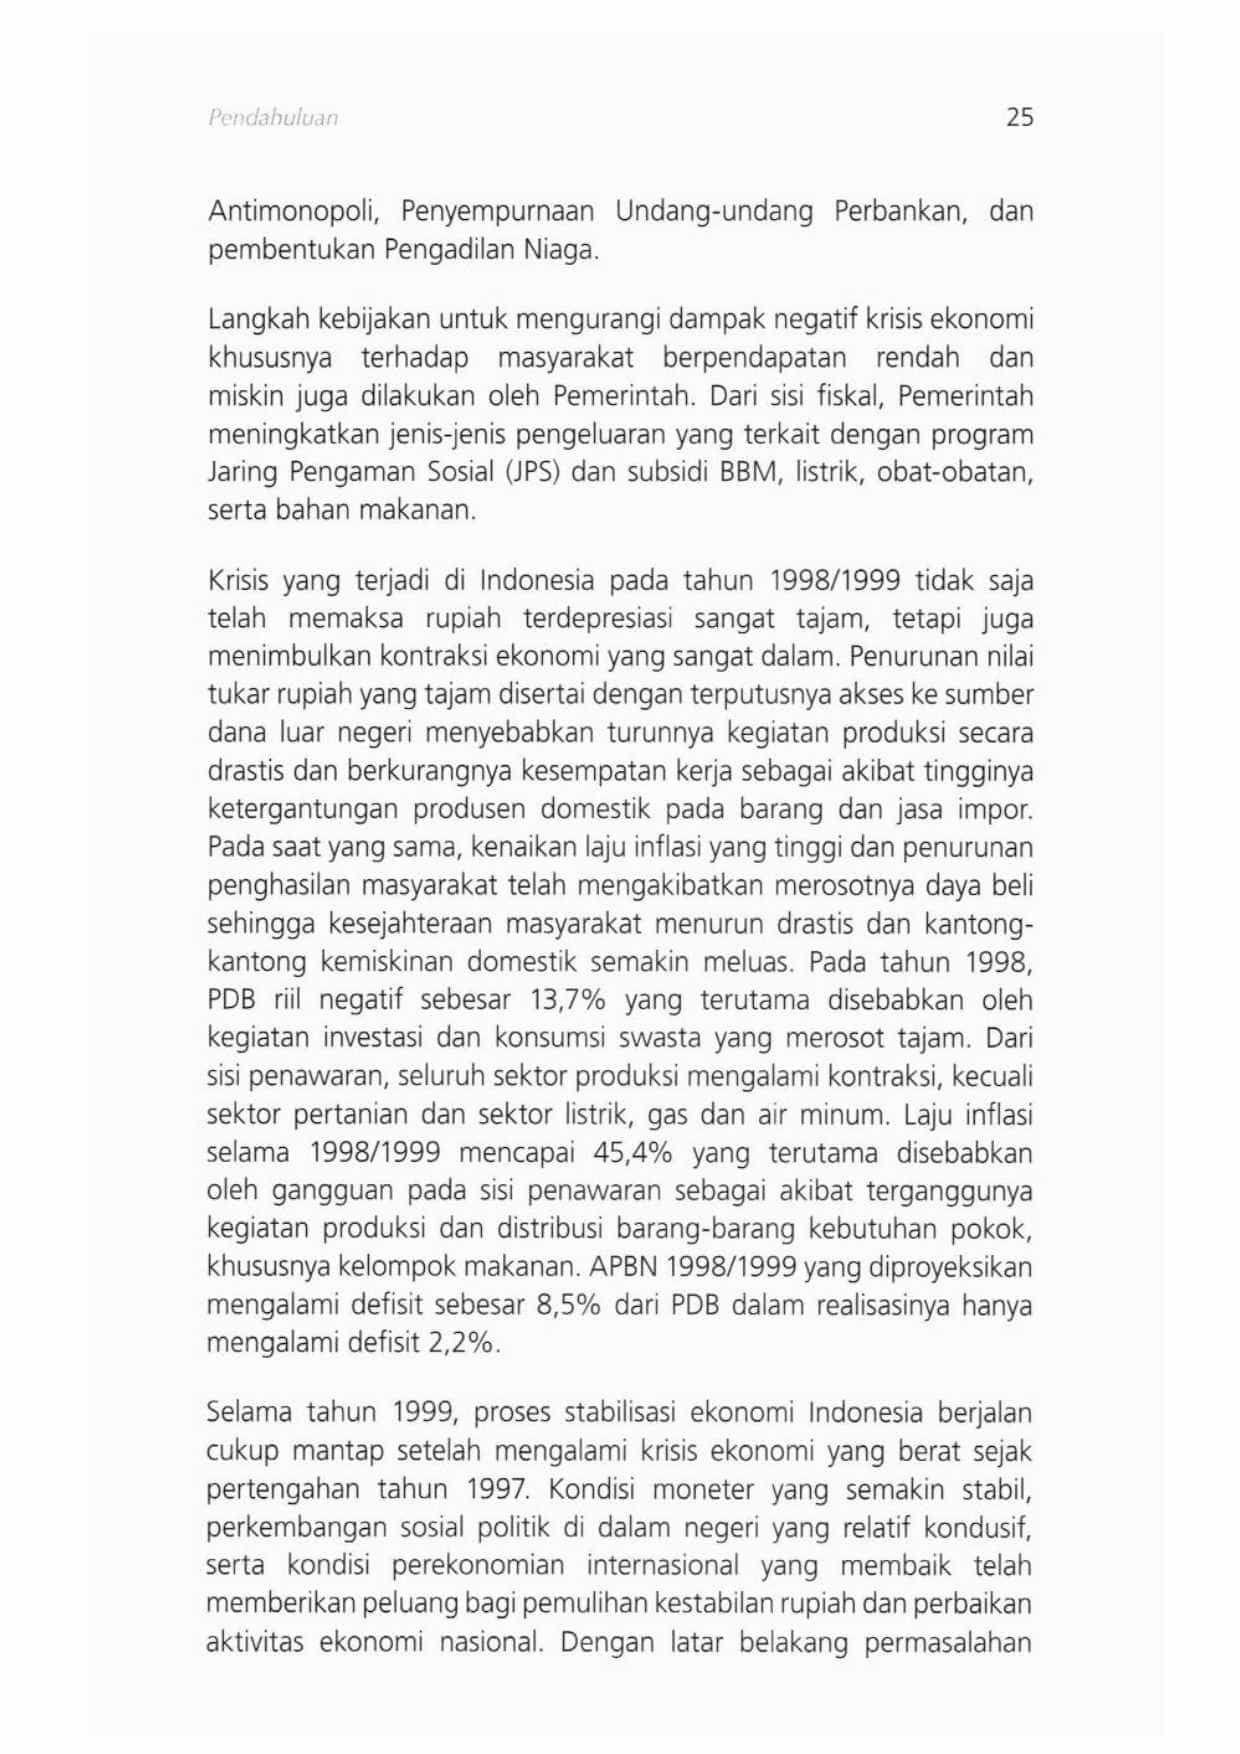 Pendahuluan 25
Antimonopoli, Penyempurnaan Undang-undang Perbankan, dan
pembentukan Pengadilan Niaga.
Langkah kebijakan untuk mengurangi dampak negatif krisis ekonomi
khususnya terhadap masyarakat berpendapatan rendah dan
miskin juga dilakukan oleh Pemerintah. Dari sisi fiskal, Pemerintah
meningkatkan jenis-jenis pengeluaran yang terkait dengan program
Jaring Pengaman Sosial (JPS) dan subsidi BBM, listrik, obat-obatan,
serta bahan makanan.
Krisis yang terjadi di Indonesia pada tahun 1998/1999 tidak saja
telah memaksa rupiah terdepresiasi sangat tajam, tetapi juga
menimbulkan kontraksi ekonomi yang sangat dalam. Penurunan nilai
tukar rupiah yang tajam disertai dengan terputusnya akses ke sumber
dana luar negeri menyebabkan turunnya kegiatan produksi secara
drastis dan berkurangnya kesempatan kerja sebagai akibat tingginya
ketergantungan produsen domestik pada barang dan jasa impor.
Pada saat yang sama, kenaikan laju inflasi yang tinggi dan penurunan
penghasilan masyarakat telah mengakibatkan merosotnya daya beli
sehingga kesejahteraan masyarakat menurun drastis dan kantong-
kantong kemiskinan domestik semakin meluas. Pada tahun 1998,
PDB riil negatif sebesar 13,7% yang terutama disebabkan oleh
kegiatan investasi dan konsumsi swasta yang merosot tajam. Dari
sisi penawaran, seluruh sektor produksi mengalami kontraksi, kecuali
sektor pertanian dan sektor listrik, gas dan air minum. Laju inflasi
selama 1998/1999 mencapai 45,4% yang terutama disebabkan
oleh gangguan pada sisi penawaran sebagai akibat terganggunya
kegiatan produksi dan distribusi barang-barang kebutuhan pokok,
khususnya kelompok makanan. APBN 1998/1999 yang diproyeksikan
mengalami defisit sebesar 8,5% dari PDB dalam realisasinya hanya
mengalami defisit 2,2%.
Selama tahun 1999, proses stabilisasi ekonomi Indonesia berjalan
cukup mantap setelah mengalami krisis ekonomi yang berat sejak
pertengahan tahun 1997. Kondisi moneter yang semakin stabil,
perkembangan sosial politik di dalam negeri yang relatif kondusif,
serta kondisi perekonomian internasional yang membaik telah
memberikan peluang bagi pemulihan kestabilan rupiah dan perbaikan
aktivitas ekonomi nasional. Dengan latar belakang permasalahan